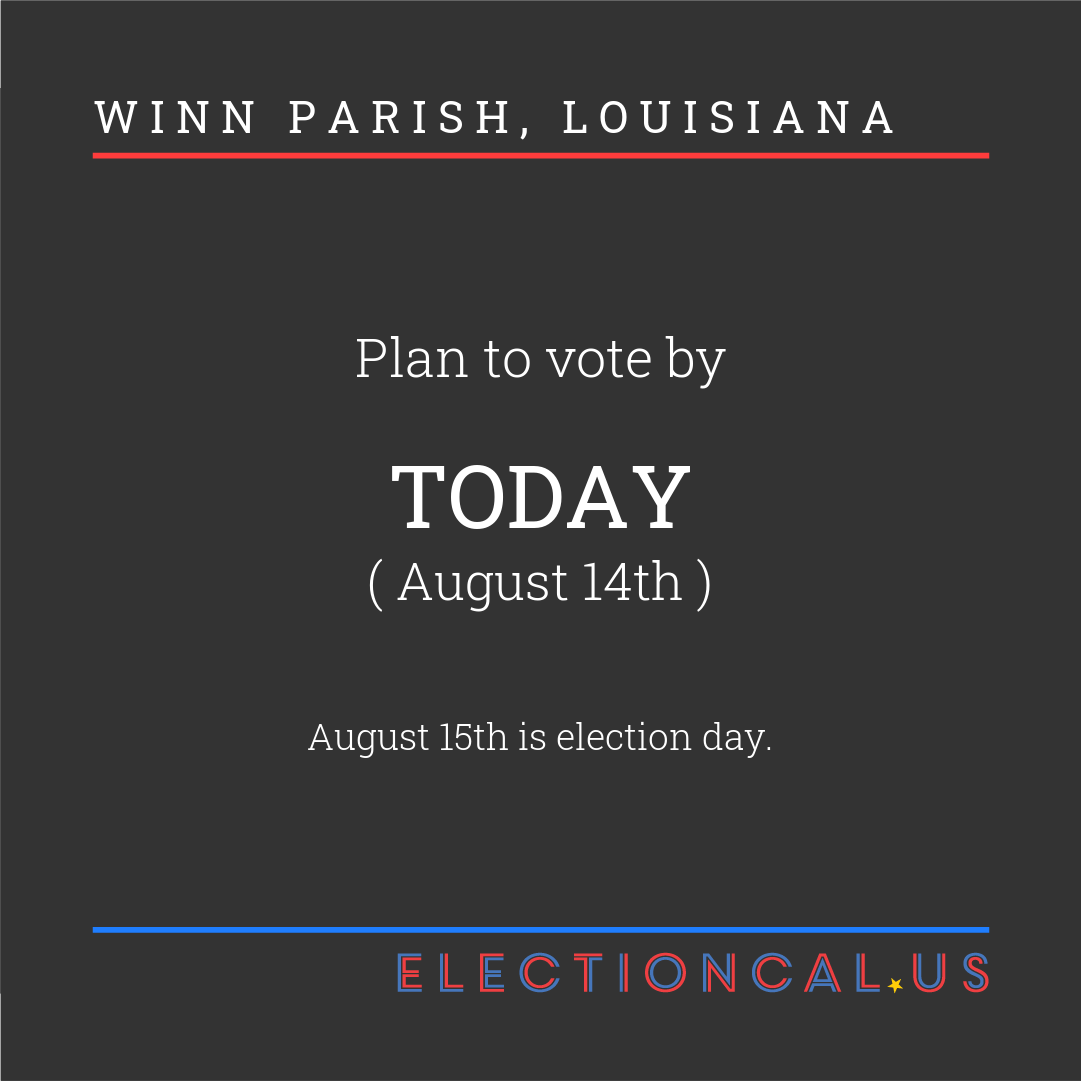 WINN PARISH, LOUISIANA
Plan to vote by
TODAY
( August 14th )
August 15th is election day.
ELECTIONCAL.US